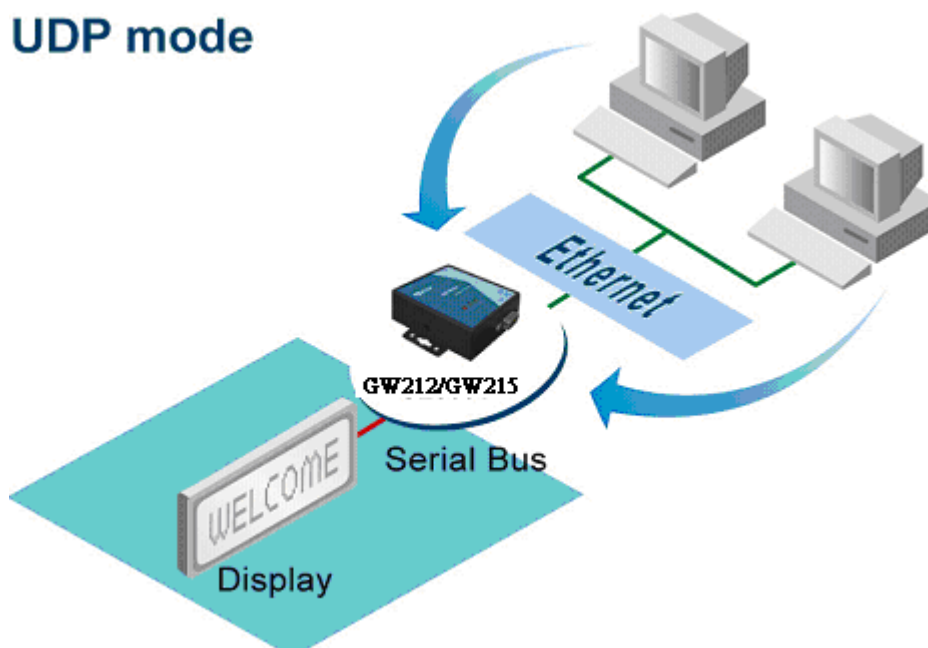 UDP mode
Ethernet
GW212/GW215
Serial Bus
WELCOME
Display